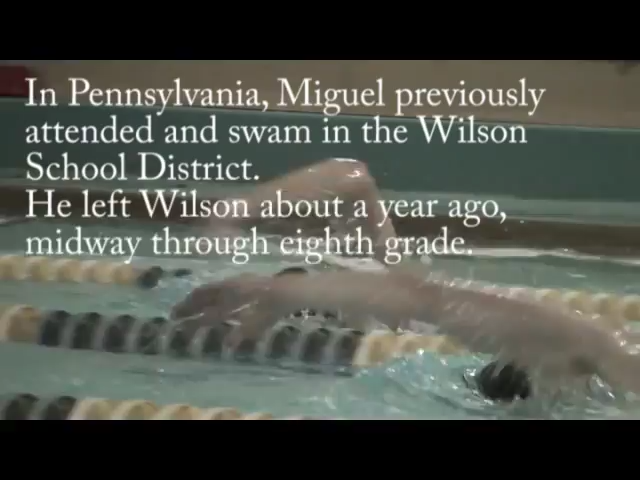 In Pennsylvania, Miguel previously
attended and swam in the Wilson
School District.
He left Wilson about a year ago,
midway through eighth grade.